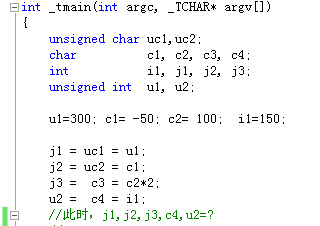 int _tmain(int argc, _TCHAR* argv[])
{
unsigned char uc1,uc2;
char c1, c2, c3, c4;
int i1, j1, j2, j3;
unsigned int u1, u2;
u1=300; c1= -50; c2= 100; i1=150;
j1 = uc1 = u1;
j2 = uc2 = c1;
j3 = c3 = c2*2;
u2 = c4 = i1;
//此时，j1,j2,j3,c4,u2=?